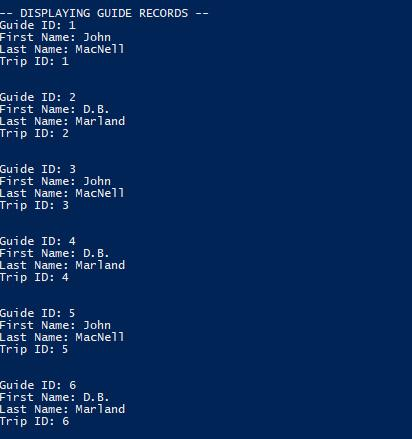 -- DISPLAYING GUIDE RECORDS --
Guide ID: 1
First Name: John
Last Name: MacNell
Trip ID: 1
Guide ID: 2
First Name: D.B.
Last Name: Marland
Trip ID: 2
Guide ID: 3
First Name: John
Last Name: MacNell
Trip ID: 3
Guide ID: 4
First Name: D.B.
Last Name: Marland
Trip ID: 4
Guide ID: 5
First Name: John
Last Name: MacNell
Trip ID: 5
Guide ID: 6
First Name: D.B.
Last Name: Marland
Trip ID: 6